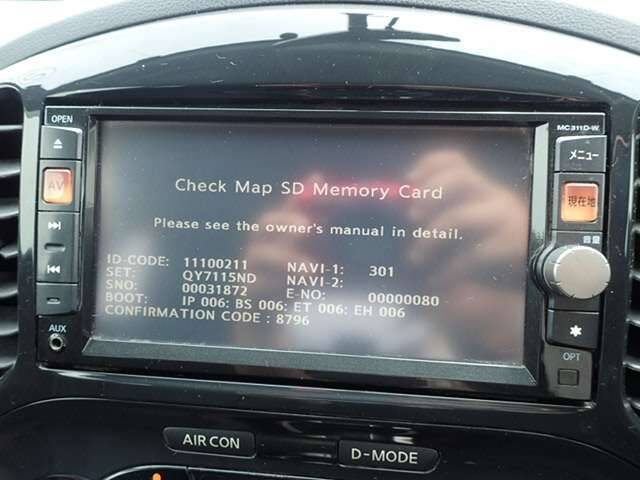 OPEN
MC311D-W
メニュー
AV
現在地
音量
AUX
OPT
Check Map SD Memory Card
Please see the owner's manual in detail.
ID-CODE: 11100211 NAVI-1: 301
SET: QY7115ND NAVI-2:
SNO: 00031872 E-NO: 00000080
BOOT: IP 006: BS 006: ET 006: EH 006
CONFIRMATION CODE : 8796
AIR CON
D-MODE